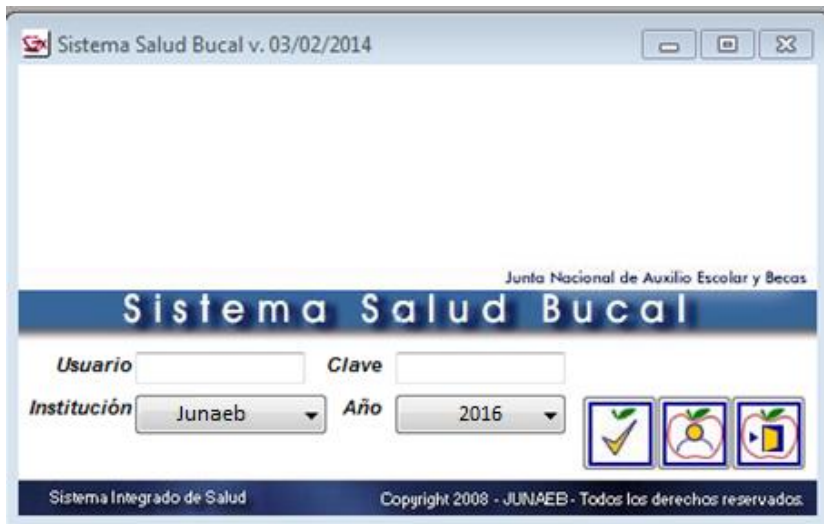 Sistema Salud Bucal v. 03/02/2014
Junta Nacional de Auxilio Escolar y Becas
Sistema Salud Bucal
Usuario Clave
Institución Junaeb Año 2016
Sistema Integrado de Salud Copyright 2008 - JUNAEB - Todos los derechos reservados.